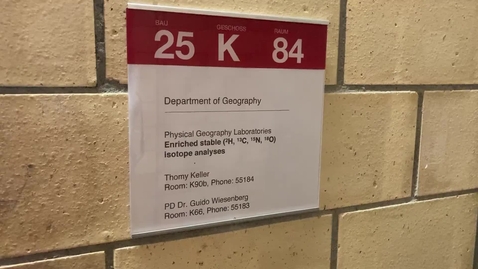 BAU GESCHOSS RAUM
25 K 84
Department of Geography
Physical Geography Laboratories
Enriched stable (²H, ¹³C, ¹⁵N, ¹⁸O)
isotope analyses
Thomy Keller
Room: K90b, Phone: 55184
PD Dr. Guido Wiesenberg
Room: K66, Phone: 55183